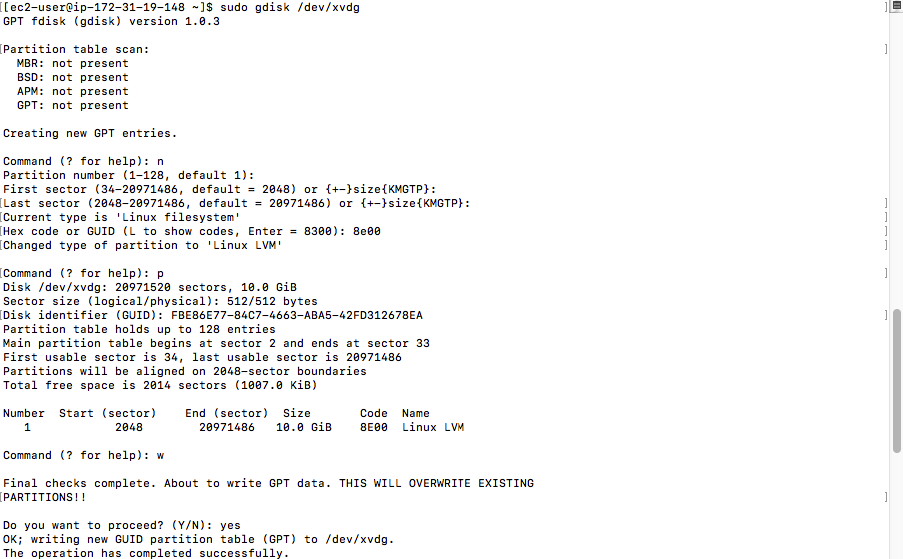 [[ec2-user@ip-172-31-19-148 ~]$ sudo gdisk /dev/xvdg ]
GPT fdisk (gdisk) version 1.0.3
[Partition table scan: ]
MBR: not present
BSD: not present
APM: not present
GPT: not present
Creating new GPT entries.
Command (? for help): n
Partition number (1-128, default 1):
First sector (34-20971486, default = 2048) or {+-}size{KMGTP}:
[Last sector (2048-20971486, default = 20971486) or {+-}size{KMGTP}: ]
[Current type is 'Linux filesystem' ]
[Hex code or GUID (L to show codes, Enter = 8300): 8e00 ]
[Changed type of partition to 'Linux LVM' ]
[Command (? for help): p ]
Disk /dev/xvdg: 20971520 sectors, 10.0 GiB
Sector size (logical/physical): 512/512 bytes
[Disk identifier (GUID): FBE86E77-84C7-4663-ABA5-42FD312678EA ]
Partition table holds up to 128 entries
Main partition table begins at sector 2 and ends at sector 33
First usable sector is 34, last usable sector is 20971486
Partitions will be aligned on 2048-sector boundaries
Total free space is 2014 sectors (1007.0 KiB)
Number  Start (sector)    End (sector)  Size       Code  Name
1            2048        20971486   10.0 GiB    8E00  Linux LVM
Command (? for help): w
Final checks complete. About to write GPT data. THIS WILL OVERWRITE EXISTING
[PARTITIONS!! ]
Do you want to proceed? (Y/N): yes
OK; writing new GUID partition table (GPT) to /dev/xvdg.
The operation has completed successfully.